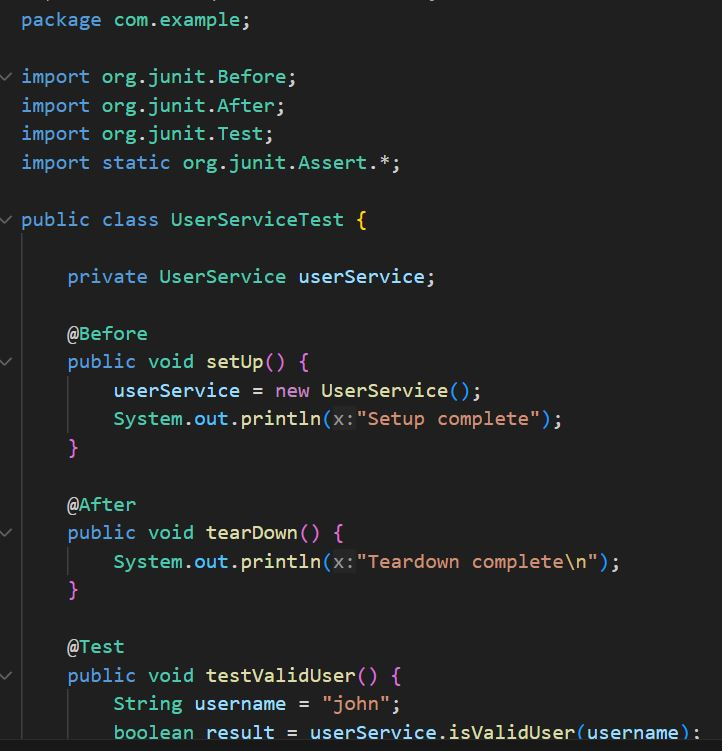 package com.example;
import org.junit.Before;
import org.junit.After;
import org.junit.Test;
import static org.junit.Assert.*;
public class UserServiceTest {
private UserService userService;
@Before
public void setUp() {
userService = new UserService();
System.out.println(x:"Setup complete");
}
@After
public void tearDown() {
System.out.println(x:"Teardown complete\n");
}
@Test
public void testValidUser() {
String username = "john";
boolean result = userService.isValidUser(username);